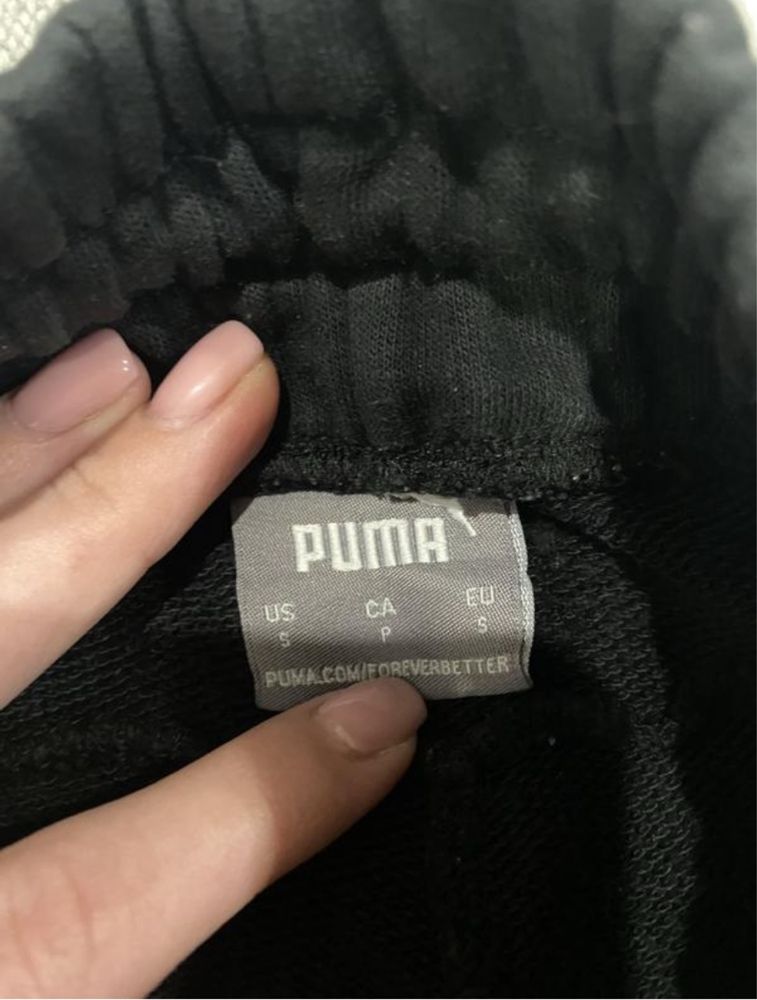 PUMA
US CA EU
S P S
PUMA.COM/FOREVERBETTER